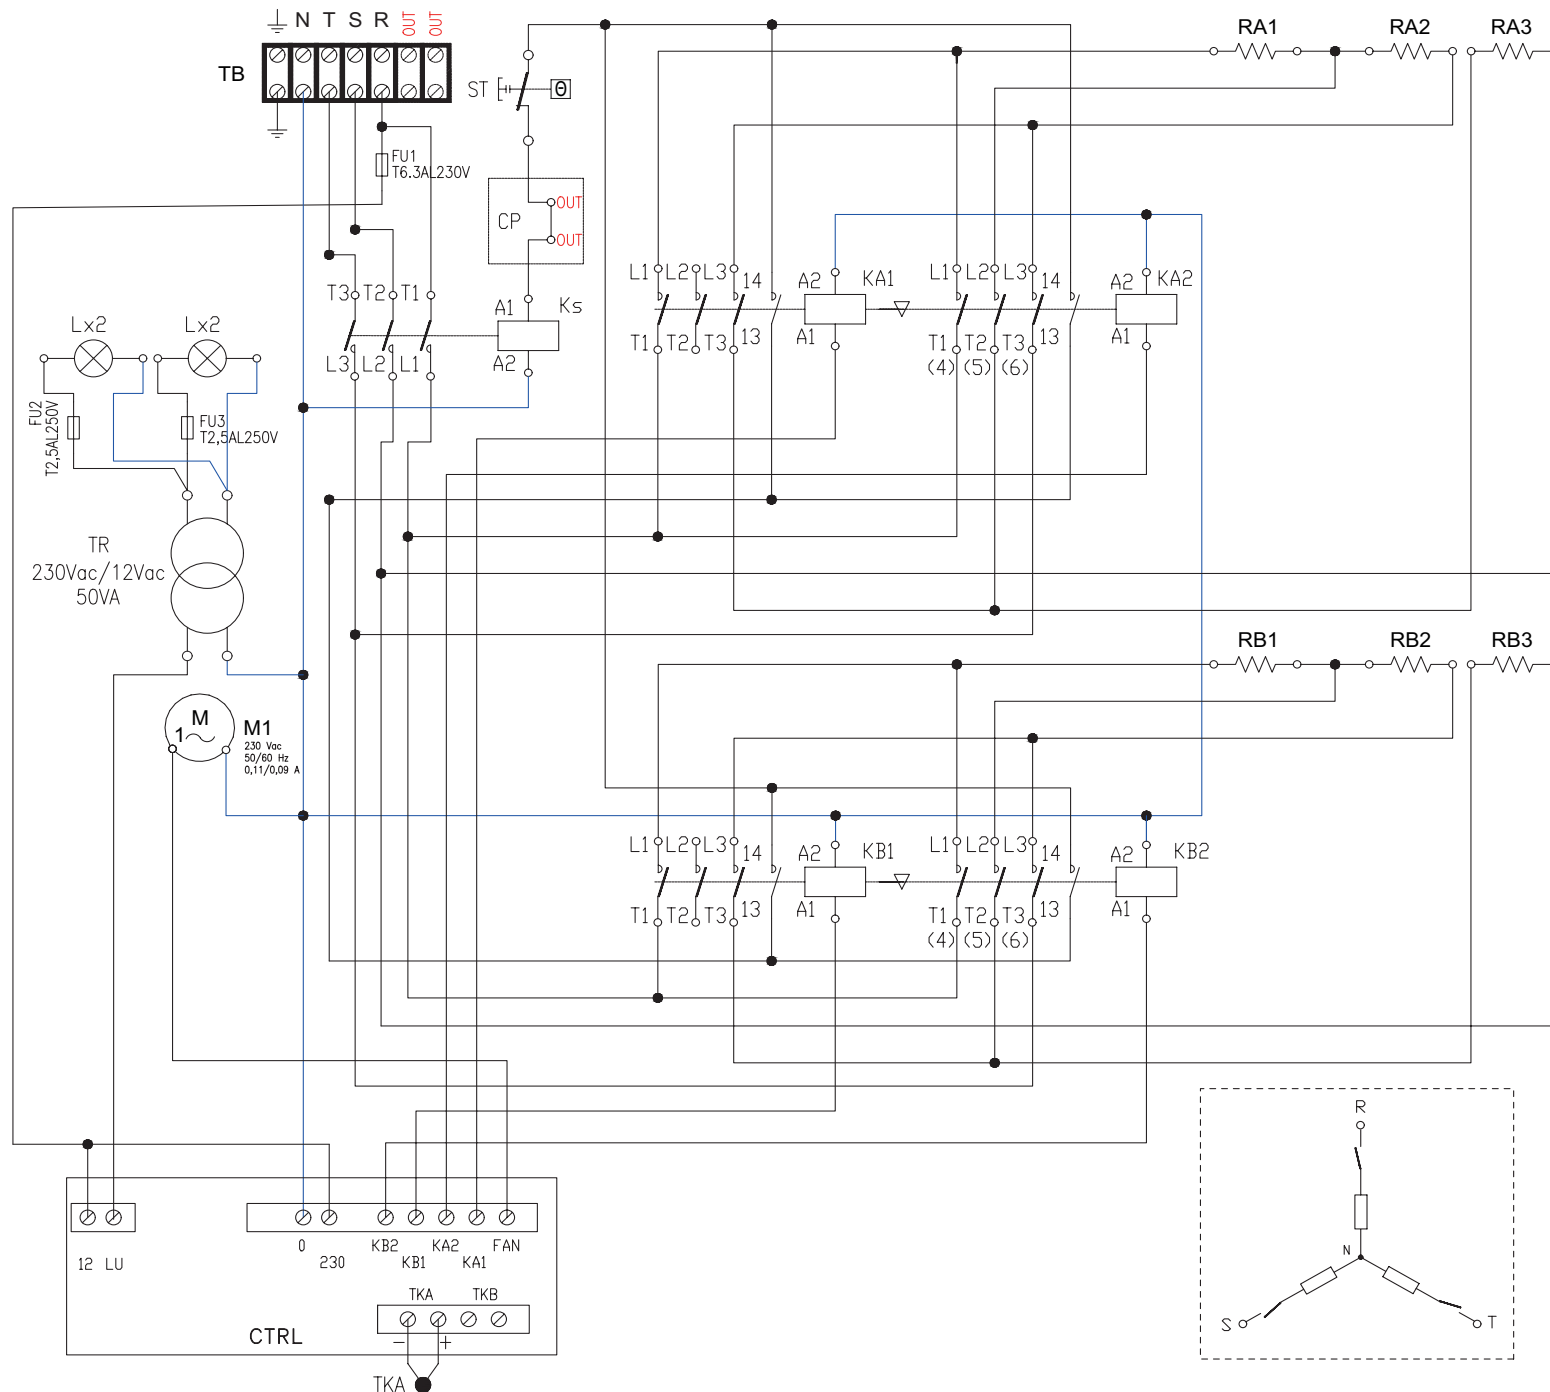 N T S R OUT OUT
TB
FU1
T6.3AL230V
ST
Θ
CP
OUT
OUT
RA1 RA2 RA3
T3 T2 T1
A1 Ks
L3 L2 L1 A2
Lx2 Lx2
FU2
T2,5AL250V
FU3
T2,5AL250V
L1 L2 L3 14 A2 KA1
T1 T2 T3 13 A1
L1 L2 L3 14 A2 KA2
T1 T2 T3 13 A1
(4) (5) (6)
TR
230Vac/12Vac
50VA
M
1
M1
230 Vac
50/60 Hz
0,11/0,09 A
RB1 RB2 RB3
L1 L2 L3 14 A2 KB1
T1 T2 T3 13 A1
L1 L2 L3 14 A2 KB2
T1 T2 T3 13 A1
(4) (5) (6)
12 LU
0 230 KB2 KB1 KA2 KA1 FAN
TKA TKB
- +
CTRL
TKA
R
N
S T